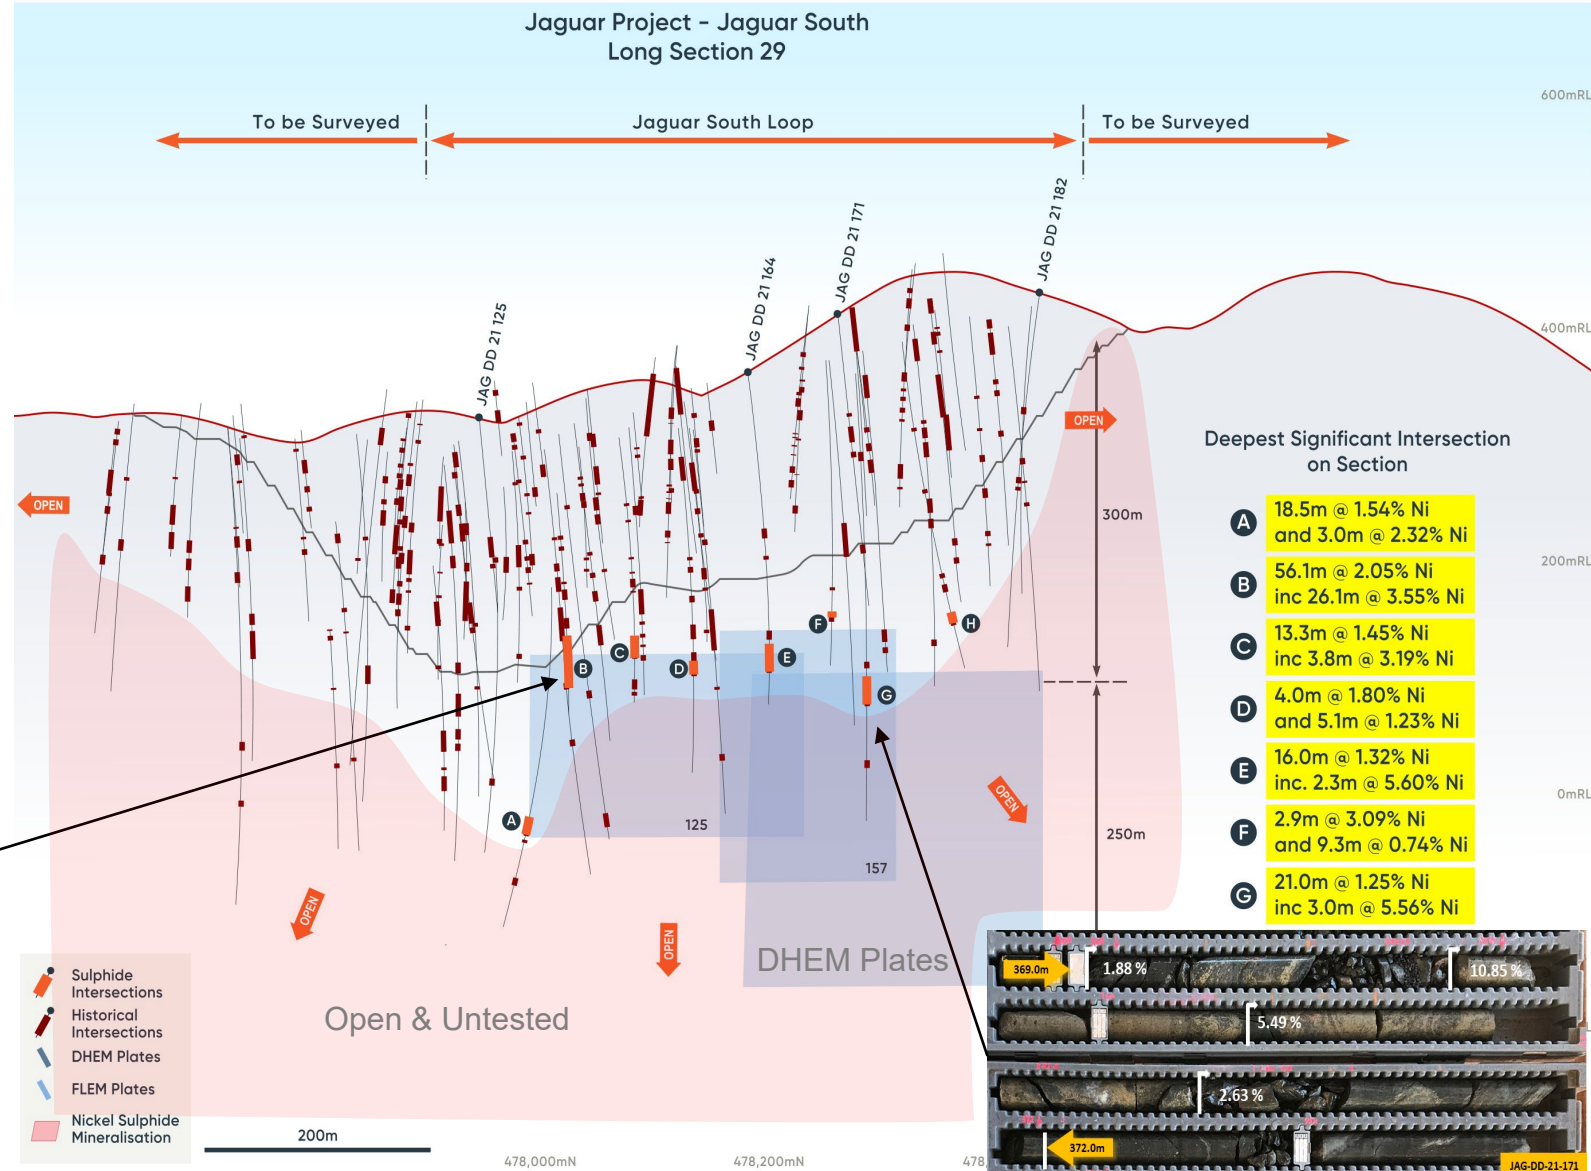 Jaguar Project - Jaguar South
Long Section 29
600mRL
To be Surveyed
Jaguar South Loop
To be Surveyed
JAG DD 21 125
JAG DD 21 164
JAG DD 21 171
JAG DD 21 182
400mRL
OPEN
OPEN
300m
200mRL
Deepest Significant Intersection
on Section
A
18.5m @ 1.54% Ni
and 3.0m @ 2.32% Ni
B
56.1m @ 2.05% Ni
inc 26.1m @ 3.55% Ni
C
13.3m @ 1.45% Ni
inc 3.8m @ 3.19% Ni
D
4.0m @ 1.80% Ni
and 5.1m @ 1.23% Ni
E
16.0m @ 1.32% Ni
inc. 2.3m @ 5.60% Ni
F
2.9m @ 3.09% Ni
and 9.3m @ 0.74% Ni
G
21.0m @ 1.25% Ni
inc 3.0m @ 5.56% Ni
F
H
C
B
D
E
G
A
0mRL
125
157
250m
OPEN
OPEN
OPEN
DHEM Plates
Open & Untested
Sulphide
Intersections
Historical
Intersections
DHEM Plates
FLEM Plates
Nickel Sulphide
Mineralisation
200m
478,000mN
478,200mN
478,
369.0m
1.88 %
10.85 %
5.49 %
2.63 %
372.0m
JAG-DD-21-171